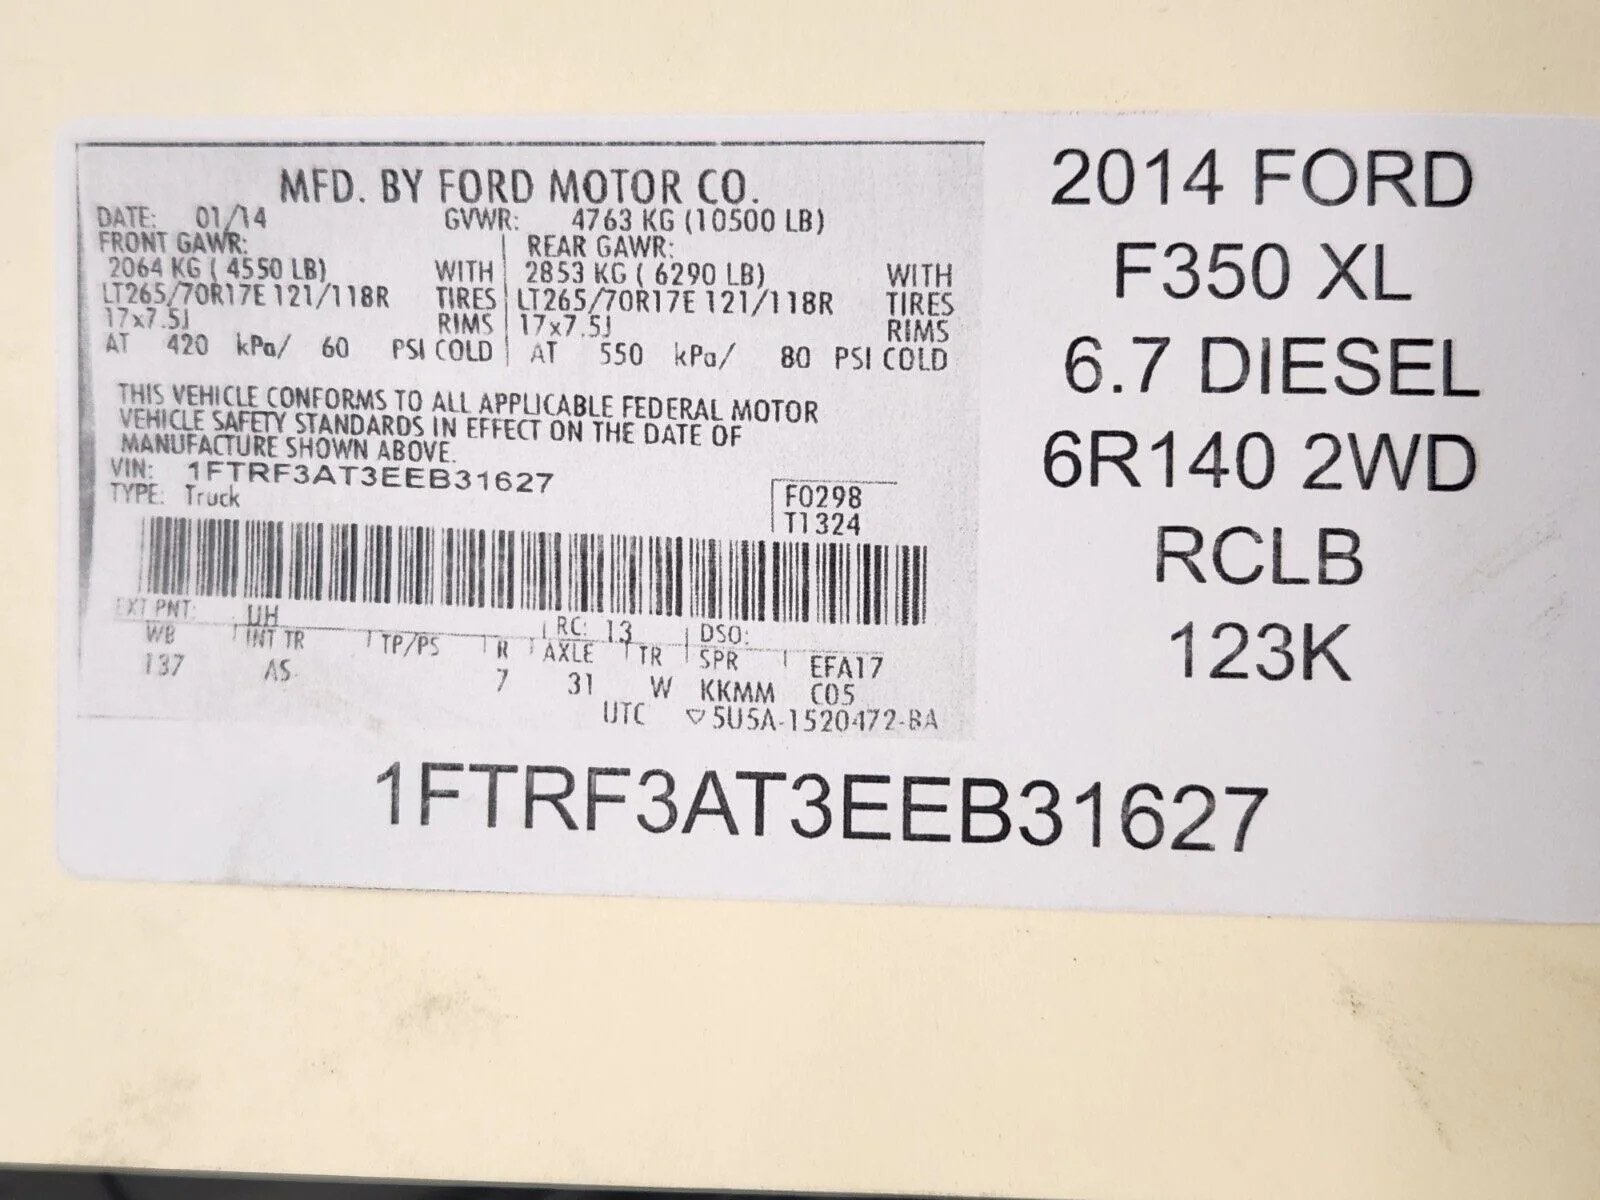 MFD. BY FORD MOTOR CO.
DATE: 01/14 GVWR: 4763 KG (10500 LB)
FRONT GAWR: REAR GAWR:
2064 KG ( 4550 LB) WITH 2853 KG ( 6290 LB) WITH
LT265/70R17E 121/118R TIRES LT265/70R17E 121/118R TIRES
17x7.5J RIMS 17x7.5J RIMS
AT 420 kPa/ 60 PSI COLD AT 550 kPa/ 80 PSI COLD
THIS VEHICLE CONFORMS TO ALL APPLICABLE FEDERAL MOTOR
VEHICLE SAFETY STANDARDS IN EFFECT ON THE DATE OF
MANUFACTURE SHOWN ABOVE.
VIN: 1FTRF3AT3EEB31627
TYPE: Truck
F0298
T1324
EXT PNT: UH RC: 13 DSO:
WB INT TR TP/PS R AXLE TR SPR EFA17
137 AS 7 31 W KKMM C05
UTC ▽5U5A-1520472-BA
2014 FORD
F350 XL
6.7 DIESEL
6R140 2WD
RCLB
123K
1FTRF3AT3EEB31627